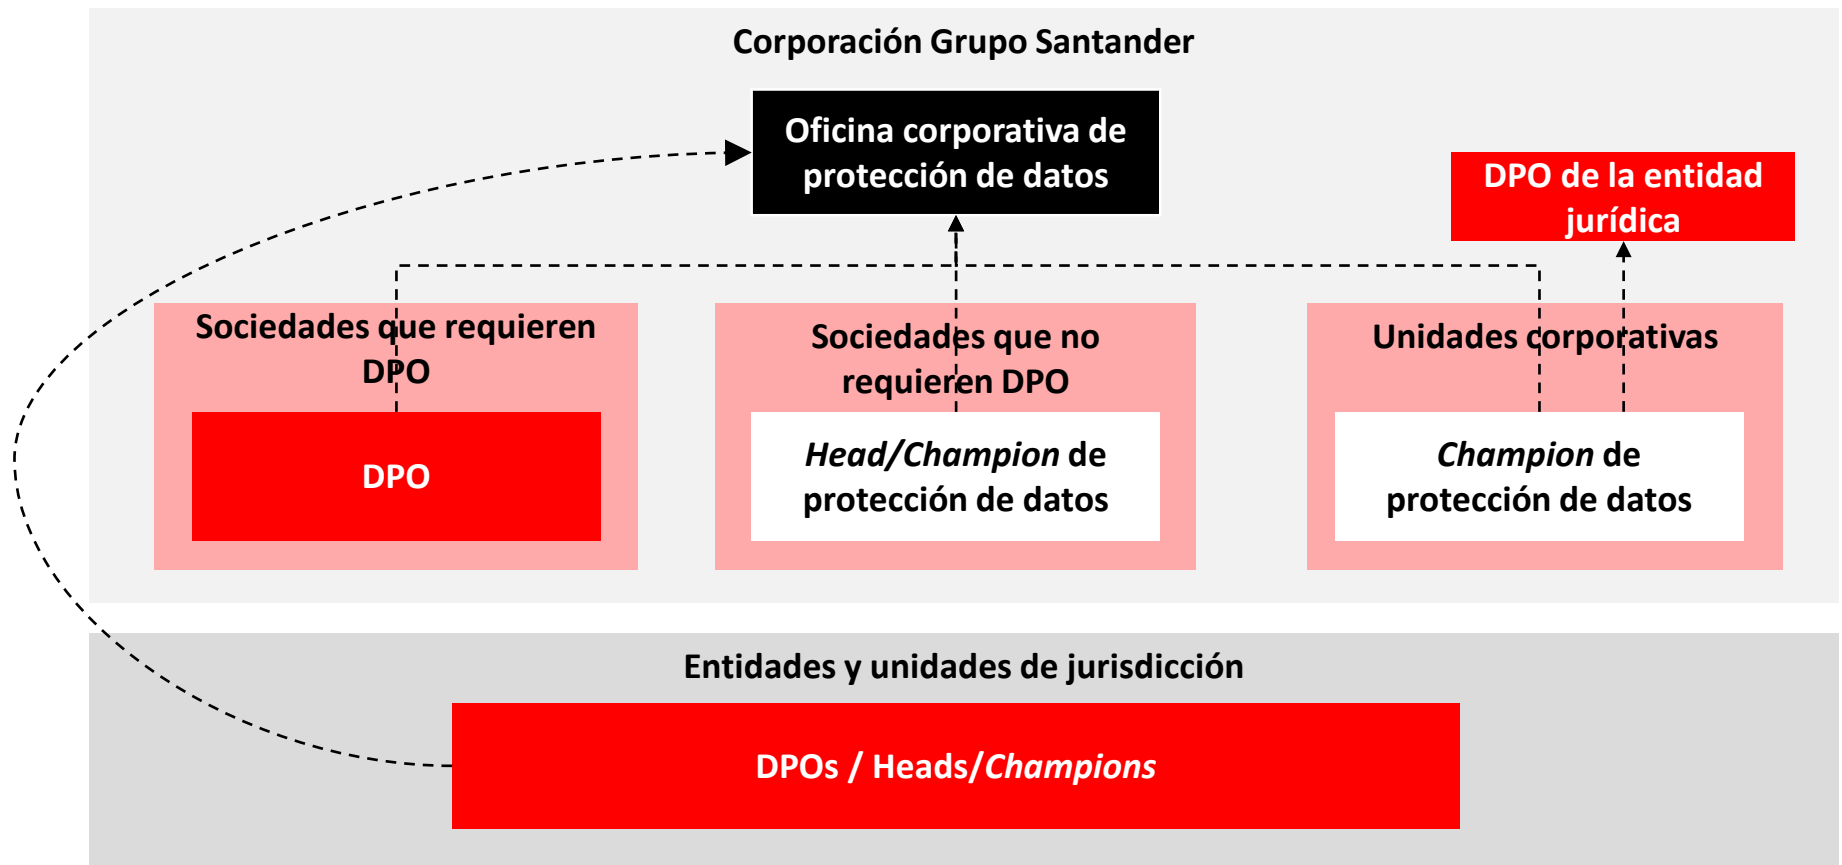 Corporación Grupo Santander
Oficina corporativa de
protección de datos
DPO de la entidad
jurídica
Sociedades que requieren
DPO
DPO
Sociedades que no
requieren DPO
Head/Champion de
protección de datos
Unidades corporativas
Champion de
protección de datos
Entidades y unidades de jurisdicción
DPOs / Heads/Champions